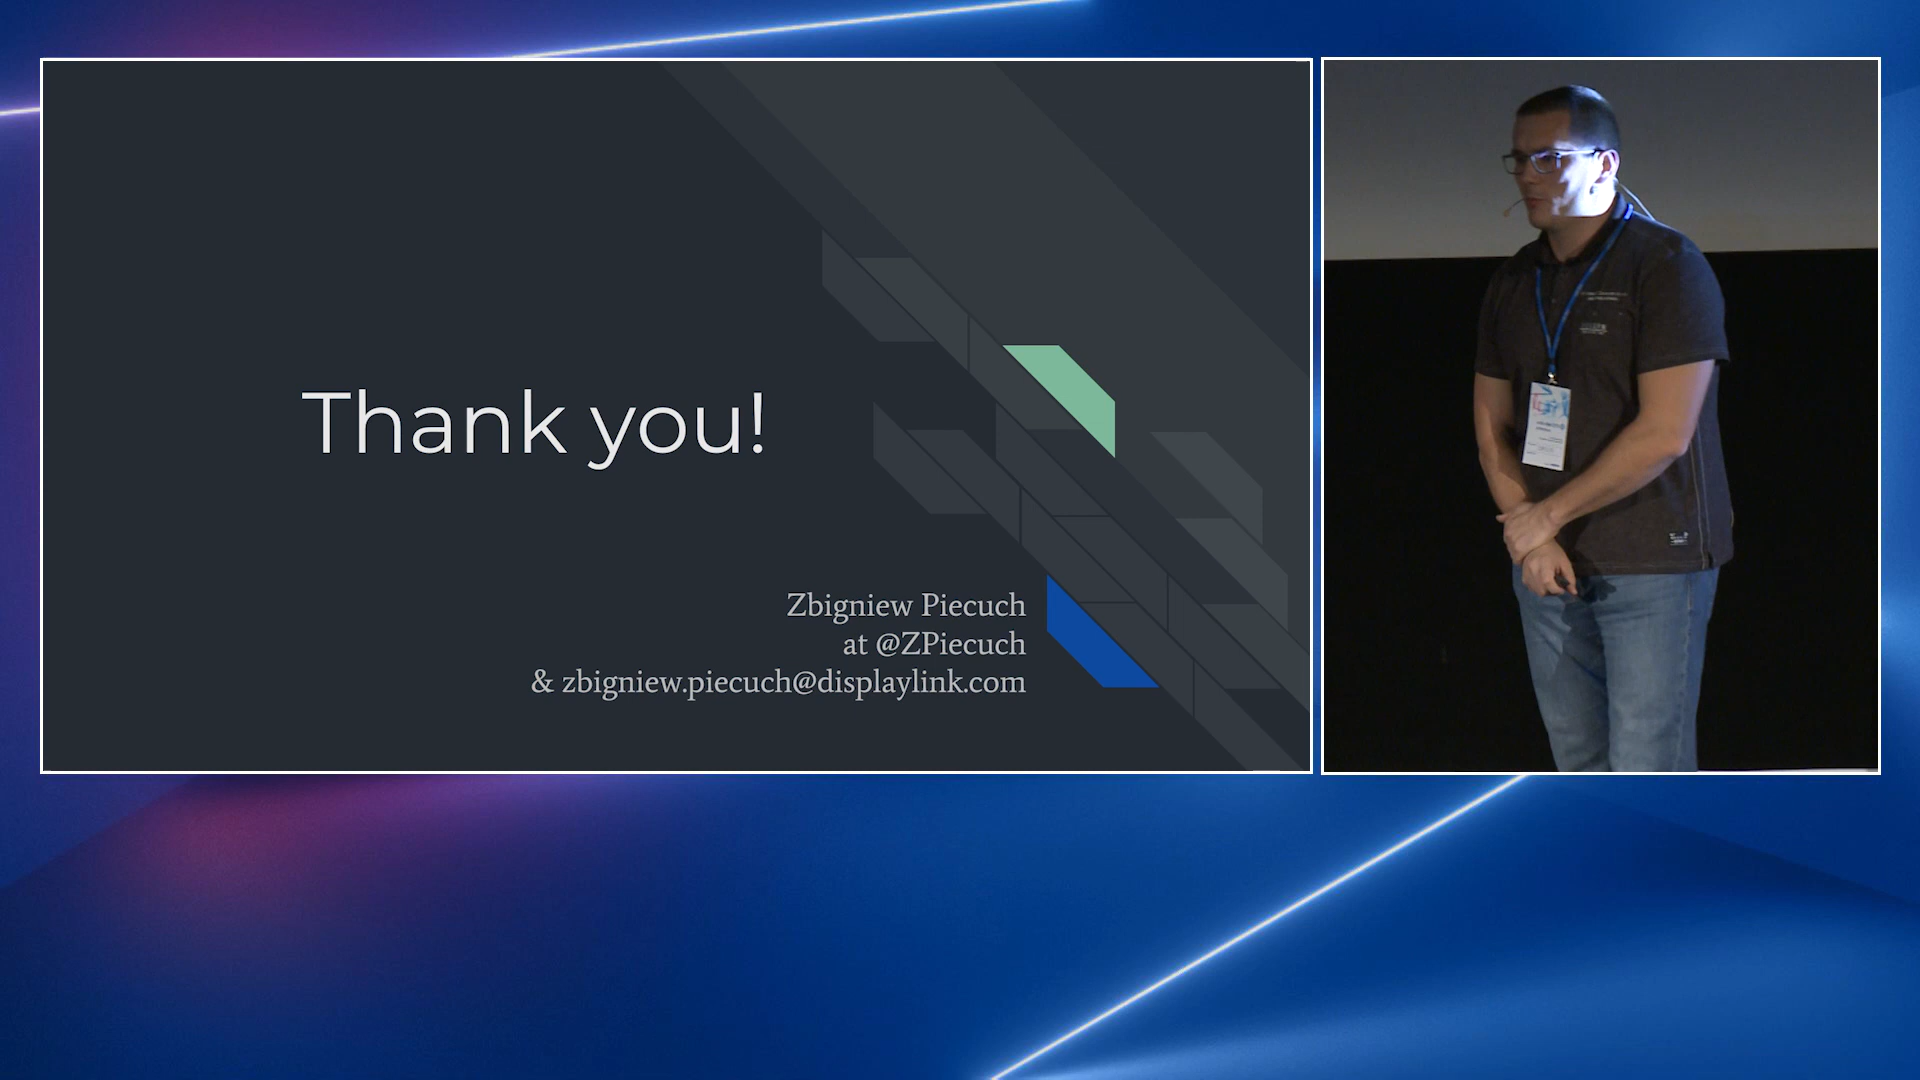 Thank you!
Zbigniew Piecuch
at @ZPiecuch
& zbigniew.piecuch@displaylink.com